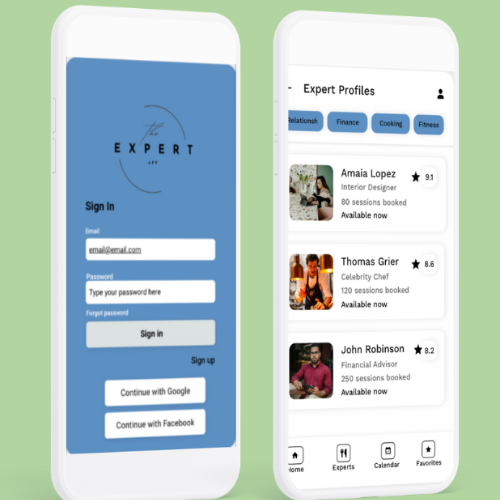 the
EXPERT
APP
Sign In
Email
email@email.com
Password
Type your password here
Forgot password
Sign in
Sign up
Continue with Google
Continue with Facebook
Expert Profiles
Relationsh Finance Cooking Fitness
Amaia Lopez 9.1
Interior Designer
80 sessions booked
Available now
Thomas Grier 8.6
Celebrity Chef
120 sessions booked
Available now
John Robinson 8.2
Financial Advisor
250 sessions booked
Available now
Home Experts Calendar Favorites